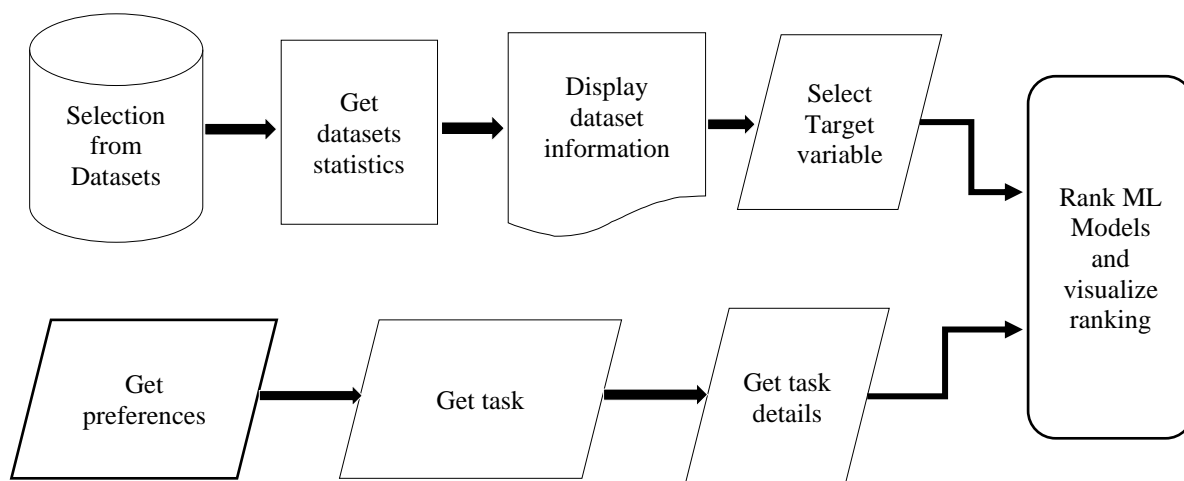 Selection
from
Datasets
Get
datasets
statistics
Display
dataset
information
Select
Target
variable
Rank ML
Models
and
visualize
ranking
Get
preferences
Get task
Get task
details